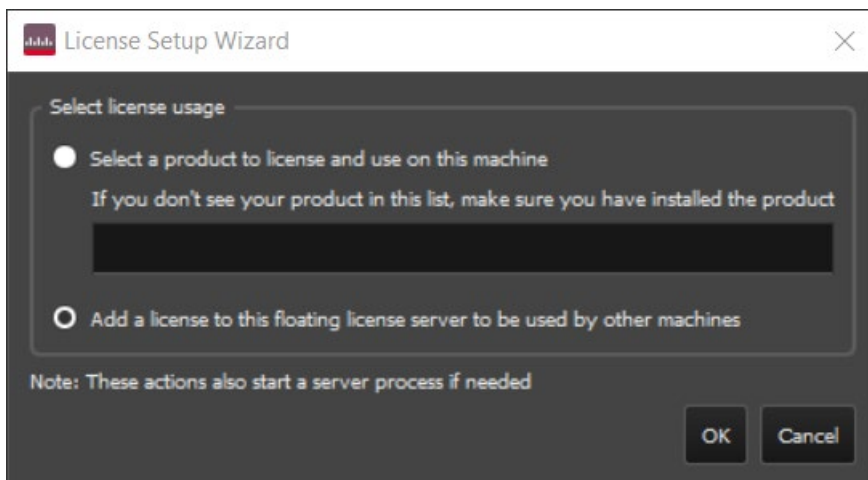 License Setup Wizard
Select license usage
Select a product to license and use on this machine
If you don't see your product in this list, make sure you have installed the product
Add a license to this floating license server to be used by other machines
Note: These actions also start a server process if needed
OK Cancel